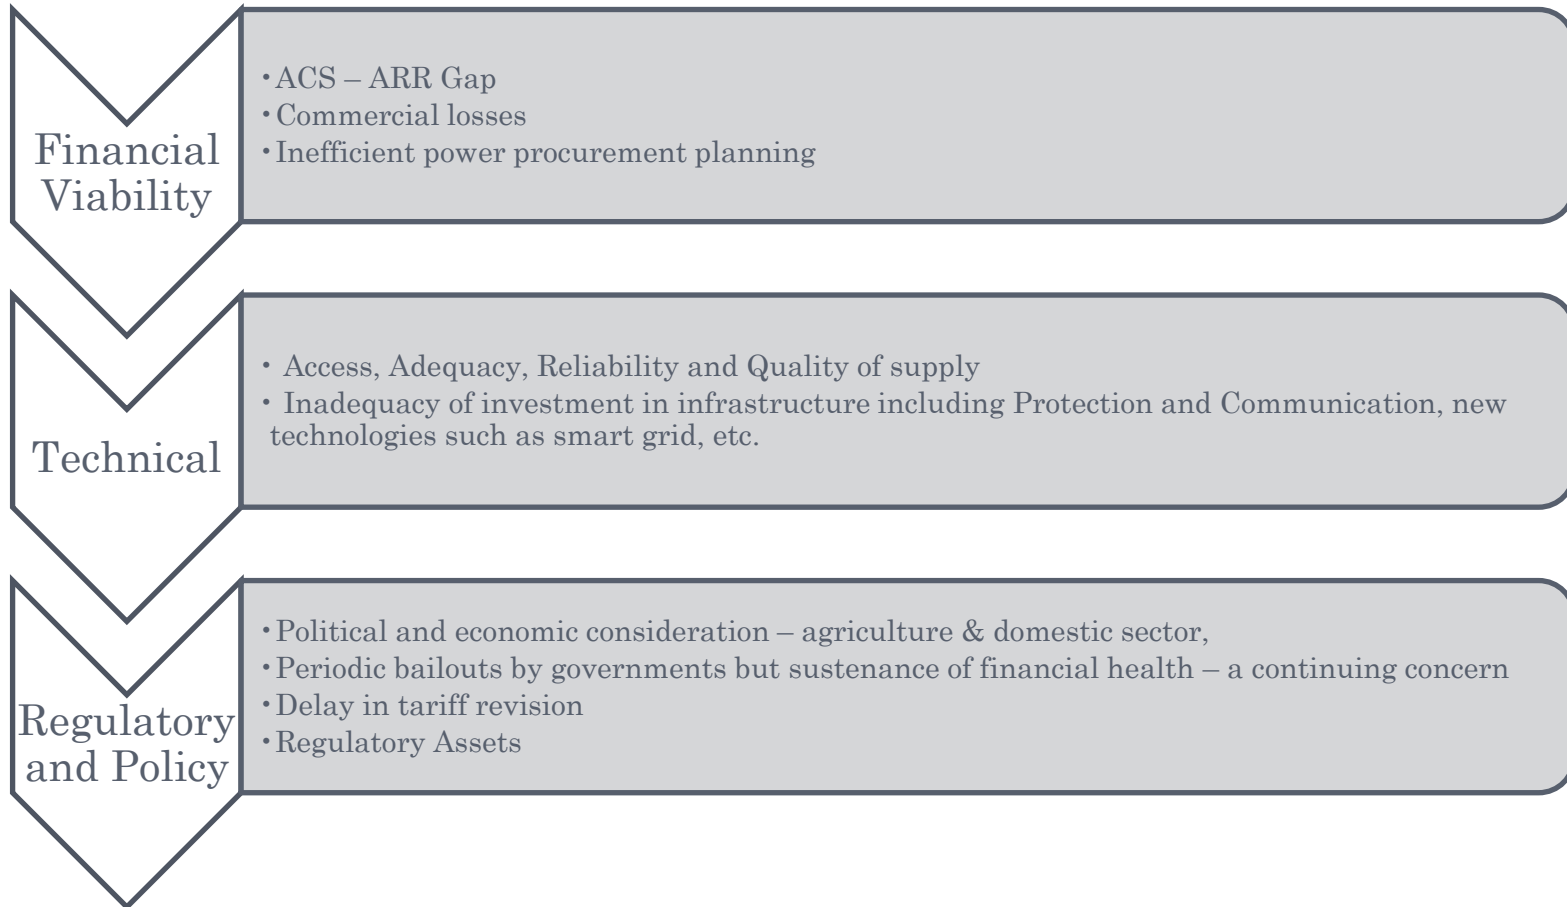 Financial
Viability
•ACS – ARR Gap
•Commercial losses
•Inefficient power procurement planning
Technical
• Access, Adequacy, Reliability and Quality of supply
• Inadequacy of investment in infrastructure including Protection and Communication, new
technologies such as smart grid, etc.
Regulatory
and Policy
•Political and economic consideration – agriculture & domestic sector,
•Periodic bailouts by governments but sustenance of financial health – a continuing concern
•Delay in tariff revision
•Regulatory Assets